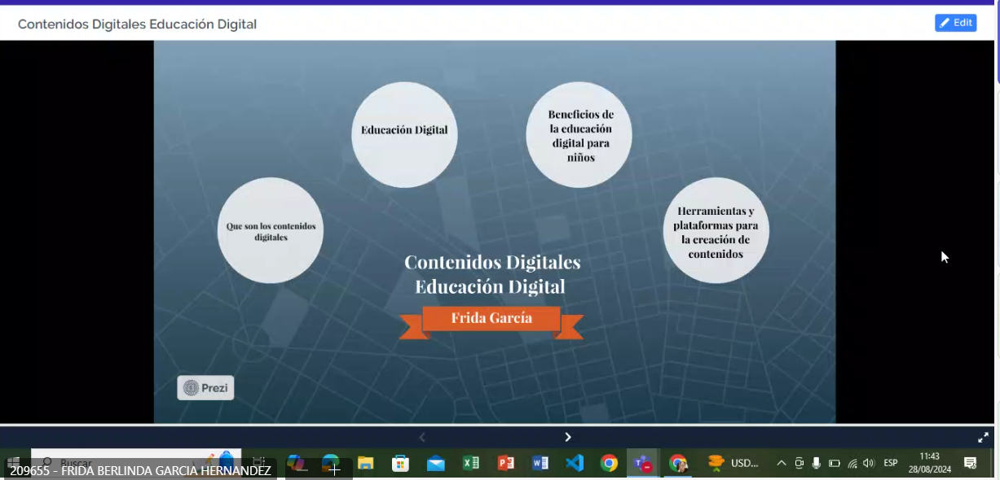 Contenidos Digitales Educación Digital
Edit
Educación Digital
Beneficios de
la educación
digital para
niños
Que son los contenidos
digitales
Herramientas y
plataformas para
la creación de
contenidos
Contenidos Digitales
Educación Digital
Frida García
Prezi
Buscar
209655 - FRIDA BERLINDA GARCIA HERNANDEZ
USD...
ESP
11:43
28/08/2024